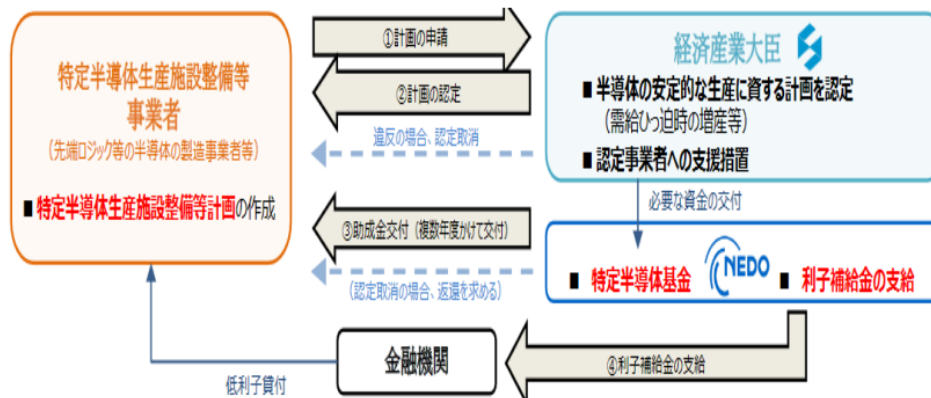 ①計画の申請
経済産業大臣
特定半導体生産施設整備等
事業者
(先端ロジック等の半導体の製造事業者等)
■ 特定半導体生産施設整備等計画の作成
②計画の認定
違反の場合、認定取消
■ 半導体の安定的な生産に資する計画を認定
(需給ひっ迫時の増産等)
■ 認定事業者への支援措置
必要な資金の交付
③助成金交付(複数年度かけて交付)
(認定取消の場合、返還を求める)
■ 特定半導体基金
NEDO
■ 利子補給金の支給
金融機関
④利子補給金の支給
低利子貸付